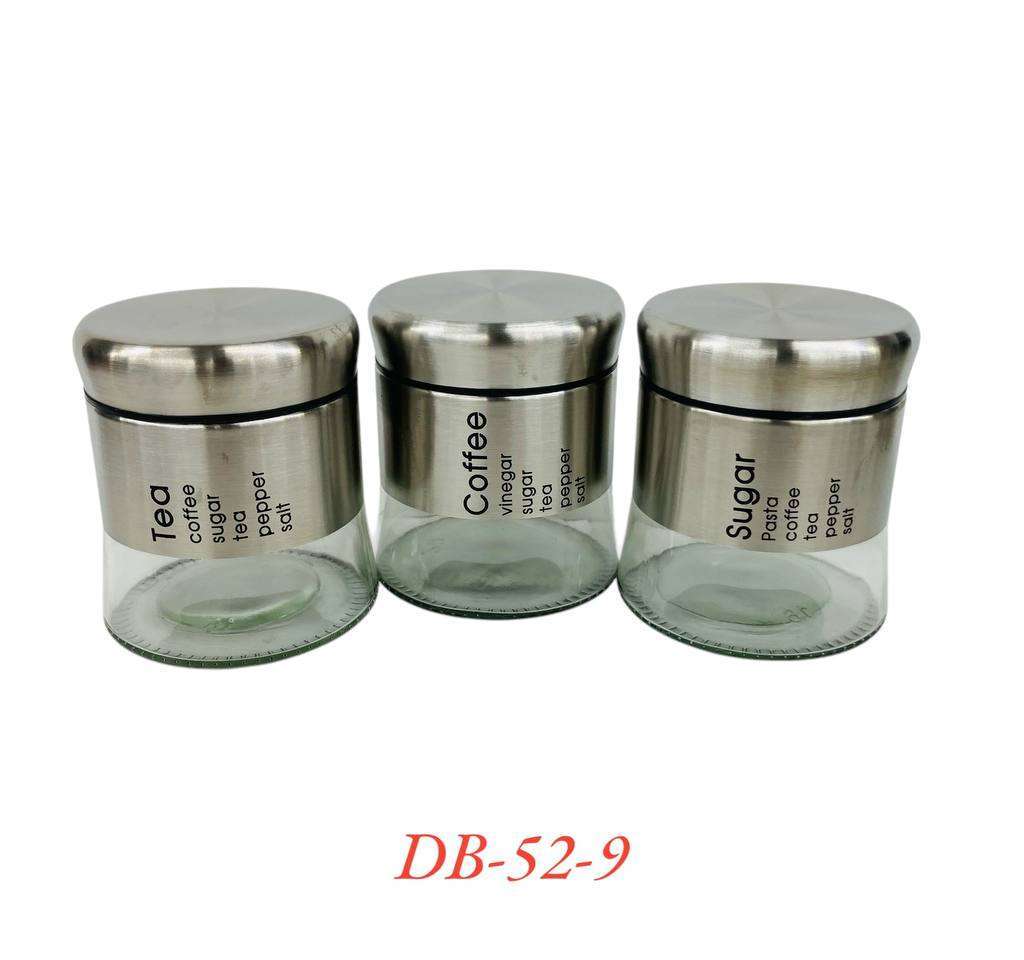 Tea
coffee
sugar
tea
pepper
salt
Coffee
vinegar
sugar
tea
pepper
salt
Sugar
Pasta
coffee
tea
pepper
salt
DB-52-9